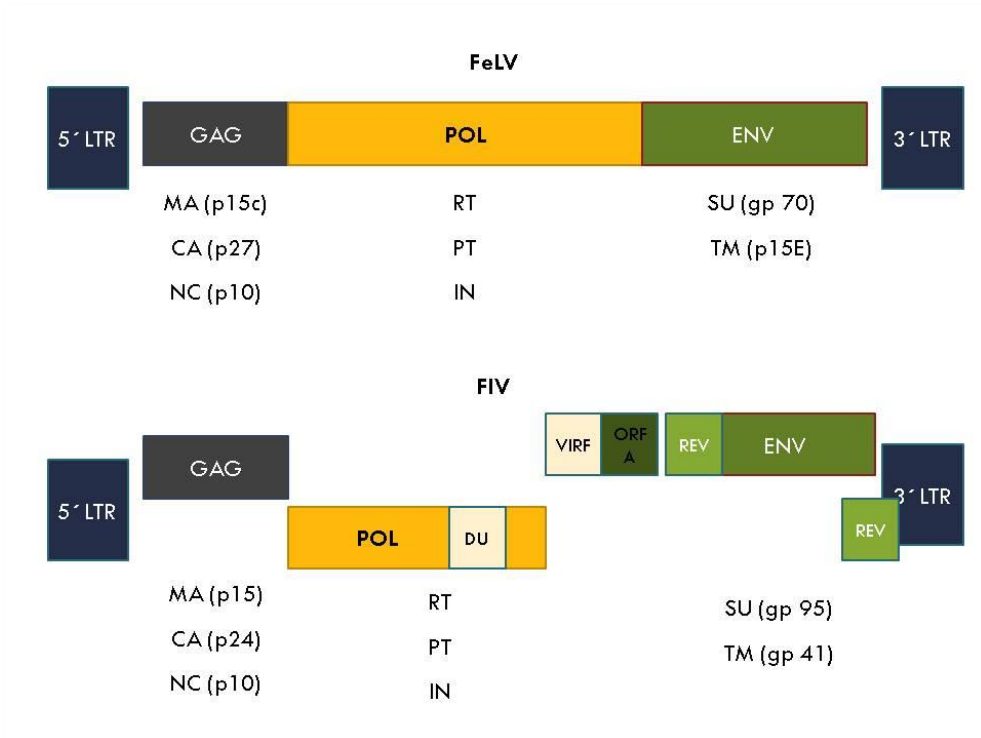 FeLV
5´ LTR GAG POL ENV 3´ LTR
MA (p15c) RT SU (gp 70)
CA (p27) PT TM (p15E)
NC (p10) IN
FIV
VIRF ORF A REV ENV
GAG
5´ LTR 3´ LTR
POL DU REV
MA (p15) RT SU (gp 95)
CA (p24) PT TM (gp 41)
NC (p10) IN